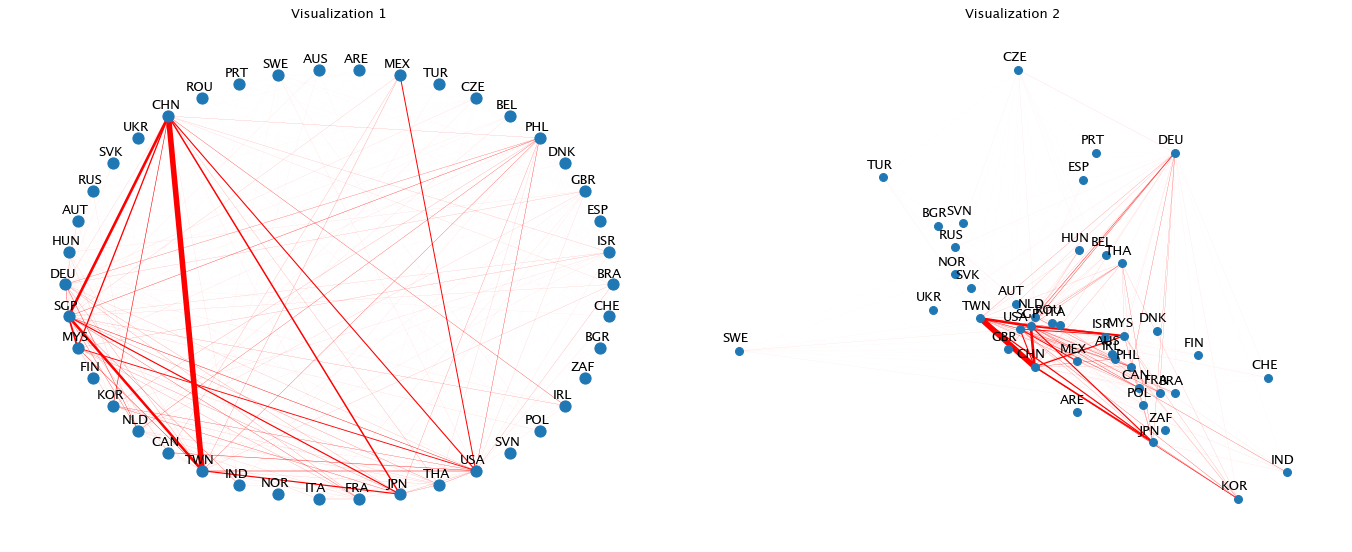 Visualization 1
AUS
ARE
SWE
MEX
PRT
TUR
ROU
CZE
CHN
BEL
UKR
PHL
SVK
DNK
RUS
GBR
AUT
ESP
HUN
ISR
DEU
BRA
SGP
CHE
MYS
BGR
FIN
ZAF
KOR
IRL
NLD
POL
CAN
SVN
TWN
USA
IND
THA
NOR
JPN
ITA
FRA
Visualization 2
CZE
PRT
DEU
TUR
ESP
BGR
SVN
RUS
HUN
BEL
THA
NOR
SVK
AUT
UKR
TWN
NLD
USA
SGP
ROU
ITA
ISR
MYS
DNK
GBR
AUS
IRL
FIN
SWE
CHN
MEX
PHL
CHE
CAN
FRA
BRA
ARE
POL
ZAF
JPN
IND
KOR